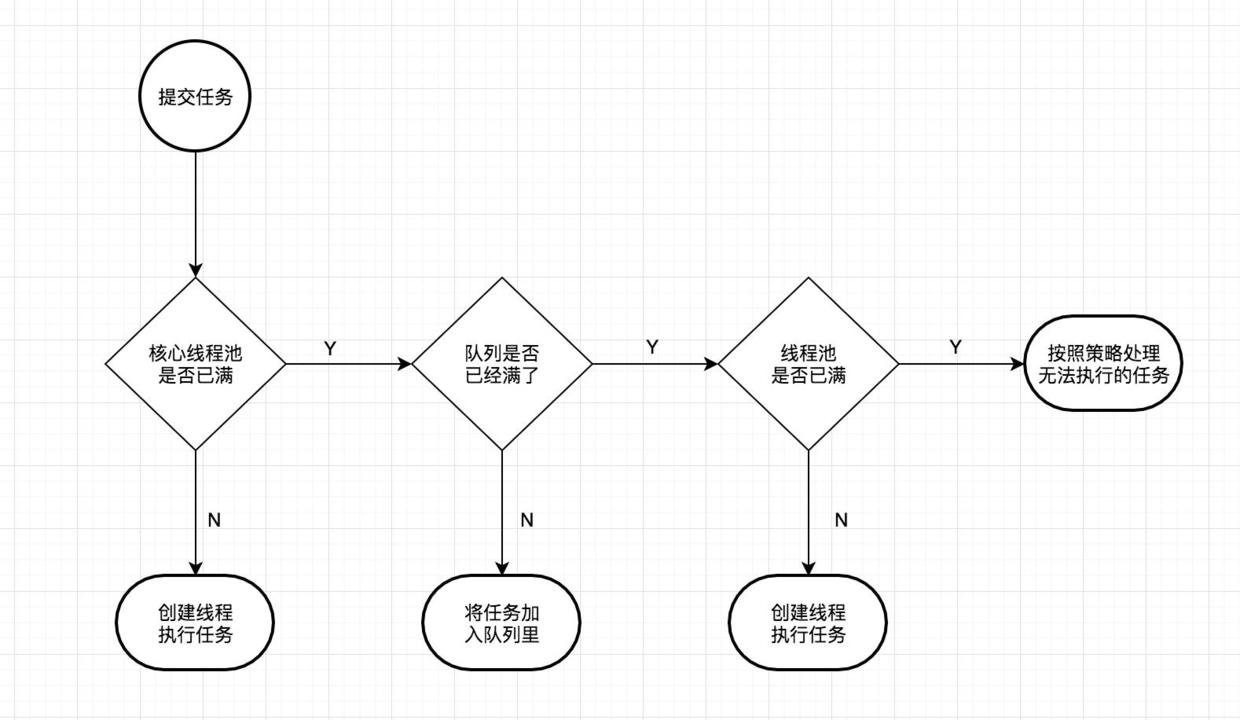 提交任务
核心线程池
是否已满
Y
队列是否
已经满了
Y
线程池
是否已满
Y
按照策略处理
无法执行的任务
N
N
N
创建线程
执行任务
将任务加
入队列里
创建线程
执行任务